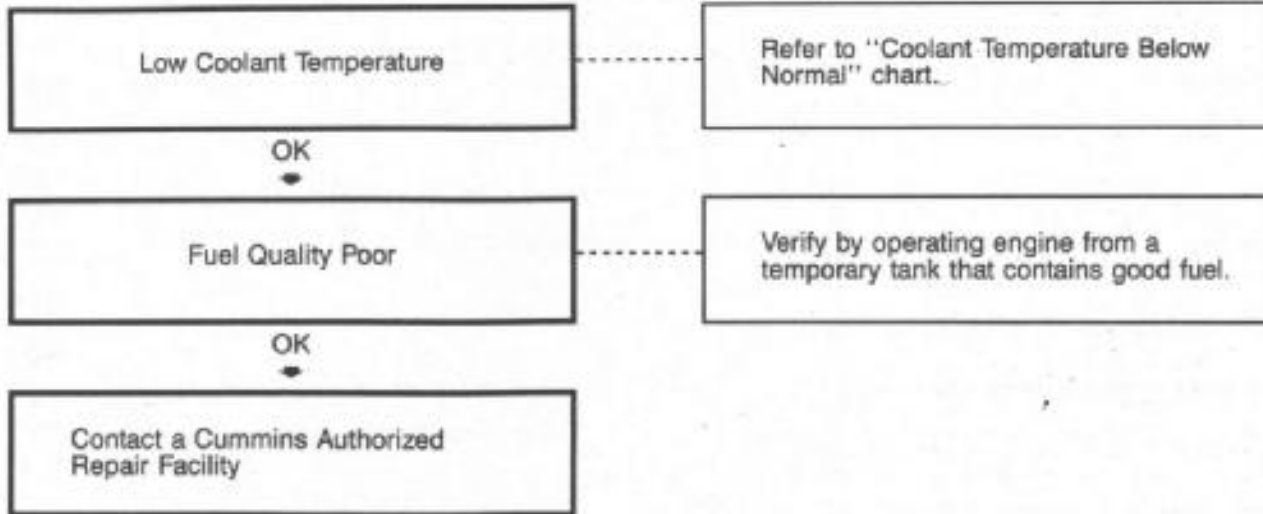 Low Coolant Temperature
Refer to "Coolant Temperature Below
Normal" chart.
OK
Fuel Quality Poor
Verify by operating engine from a
temporary tank that contains good fuel.
OK
Contact a Cummins Authorized
Repair Facility